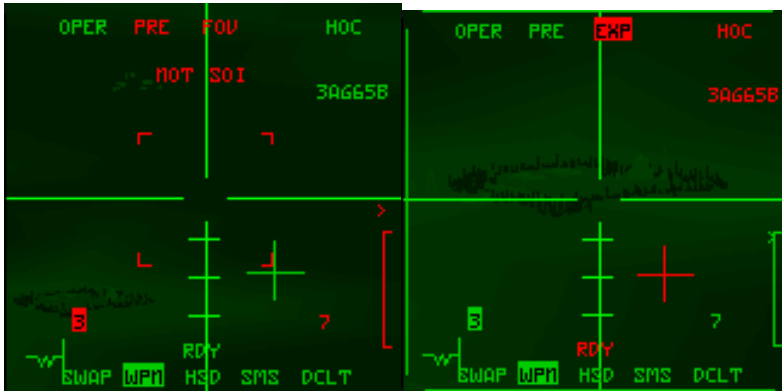 OPER PRE FOV HOC
NOT SOI
3AG65B
3 7
RDY
SWAP WPN HSD SMS DCLT
OPER PRE EXP HOC
3AG65B
3 7
RDY
SWAP WPN HSD SMS DCLT